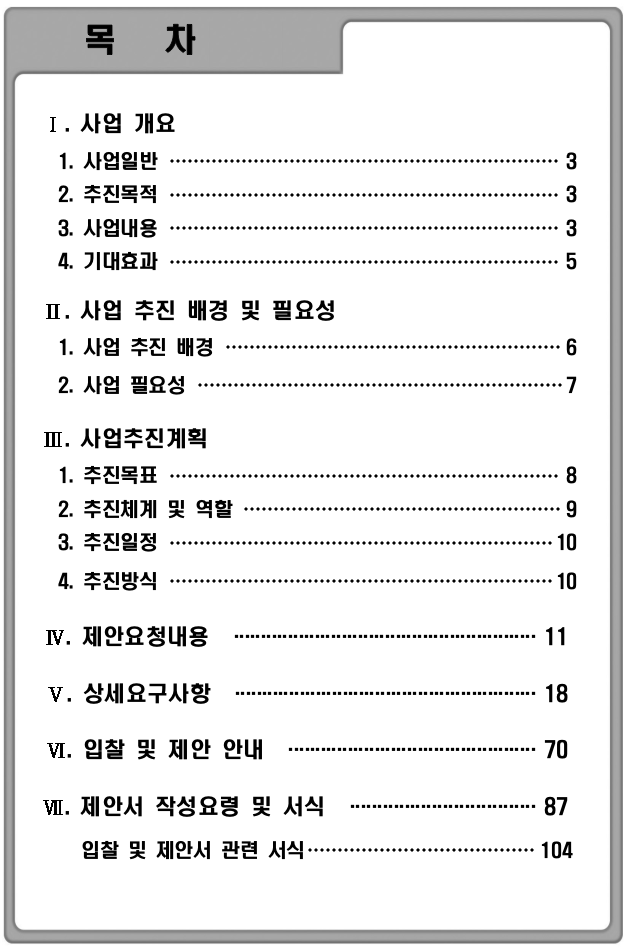 목 차
Ⅰ. 사업 개요
1. 사업일반 ································································· 3
2. 추진목적 ································································· 3
3. 사업내용 ································································· 3
4. 기대효과 ································································· 5
Ⅱ. 사업 추진 배경 및 필요성
1. 사업 추진 배경 ························································ 6
2. 사업 필요성 ····························································· 7
Ⅲ. 사업추진계획
1. 추진목표 ································································· 8
2. 추진체계 및 역할 ····················································· 9
3. 추진일정 ································································ 10
4. 추진방식 ································································ 10
Ⅳ. 제안요청내용 ························································ 11
Ⅴ. 상세요구사항 ························································ 18
Ⅵ. 입찰 및 제안 안내 ·············································· 70
Ⅶ. 제안서 작성요령 및 서식 ··································· 87
입찰 및 제안서 관련 서식······································ 104